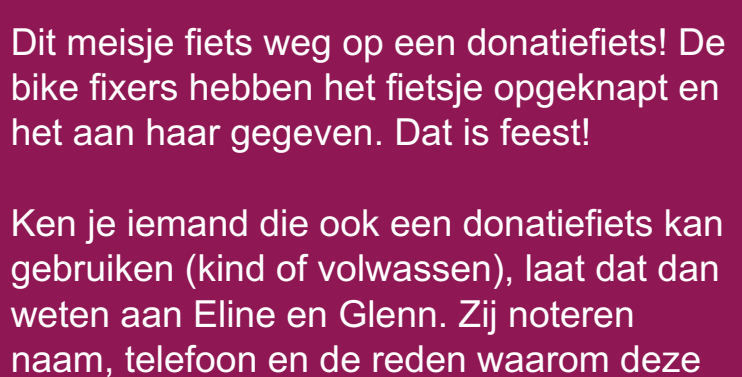 Dit meisje fiets weg op een donatiefiets! De
bike fixers hebben het fietsje opgeknapt en
het aan haar gegeven. Dat is feest!
Ken je iemand die ook een donatiefiets kan
gebruiken (kind of volwassen), laat dat dan
weten aan Eline en Glenn. Zij noteren
naam, telefoon en de reden waarom deze